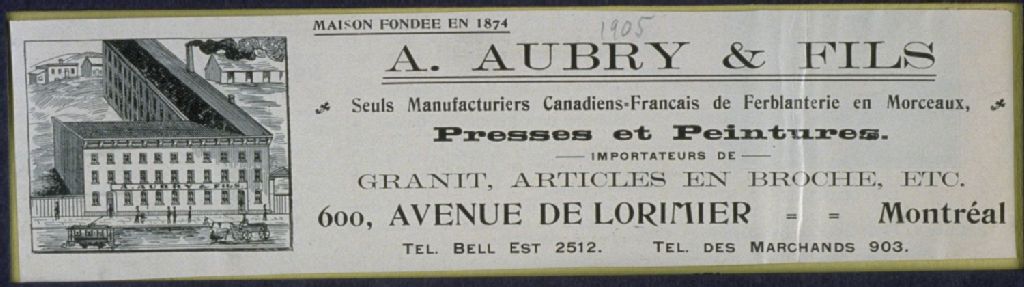 MAISON FONDEE EN 1874
1905
A. AUBRY & FILS
Seuls Manufacturiers Canadiens-Francais de Ferblanterie en Morceaux,
Presses et Peintures.
IMPORTATEURS DE
GRANIT, ARTICLES EN BROCHE, ETC.
600, AVENUE DE LORIMIER = = Montréal
TEL. BELL EST 2512. TEL. DES MARCHANDS 903.
A. AUBRY & FILS